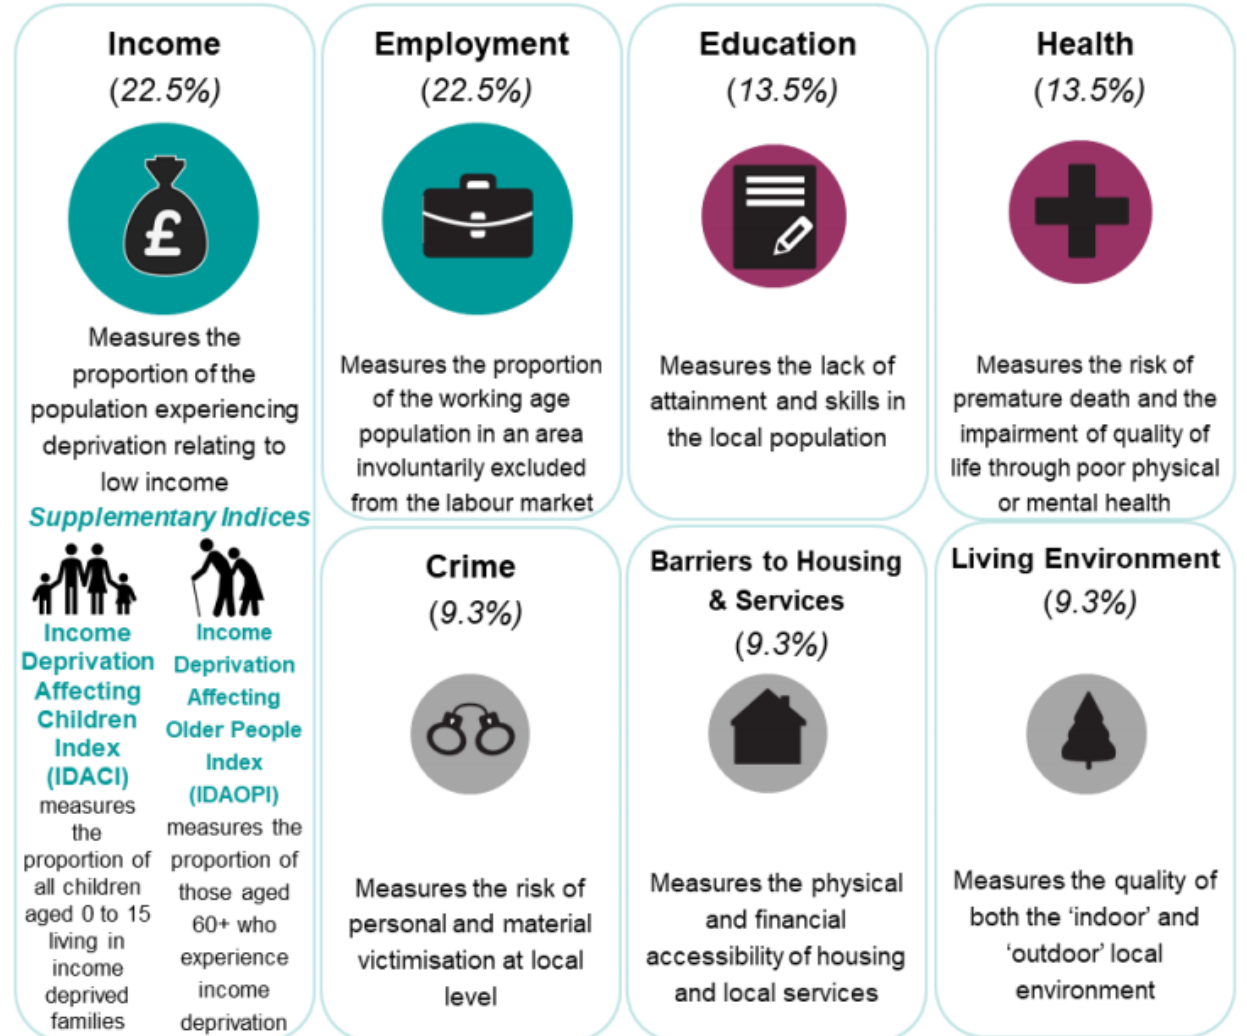 Income
(22.5%)
£
Measures the
proportion of the
population experiencing
deprivation relating to
low income
Supplementary Indices
Income
Deprivation
Affecting
Children
Index
(IDACI)
measures
the
proportion of
all children
aged 0 to 15
living in
income
deprived
families
Income
Deprivation
Affecting
Older People
Index
(IDAOPI)
measures the
proportion of
those aged
60+ who
experience
income
deprivation
Employment
(22.5%)
Measures the proportion
of the working age
population in an area
involuntarily excluded
from the labour market
Education
(13.5%)
Measures the lack of
attainment and skills in
the local population
Health
(13.5%)
Measures the risk of
premature death and the
impairment of quality of
life through poor physical
or mental health
Crime
(9.3%)
Measures the risk of
personal and material
victimisation at local
level
Barriers to Housing
& Services
(9.3%)
Measures the physical
and financial
accessibility of housing
and local services
Living Environment
(9.3%)
Measures the quality of
both the ‘indoor’ and
‘outdoor’ local
environment